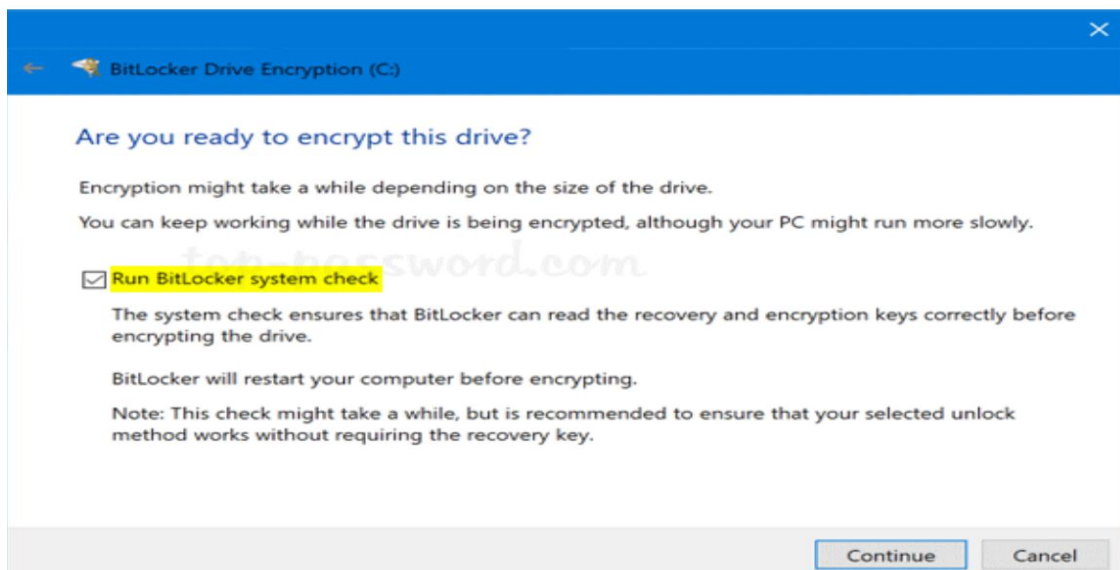 BitLocker Drive Encryption (C:)
Are you ready to encrypt this drive?
Encryption might take a while depending on the size of the drive.
You can keep working while the drive is being encrypted, although your PC might run more slowly.
top-password.com
Run BitLocker system check
The system check ensures that BitLocker can read the recovery and encryption keys correctly before
encrypting the drive.
BitLocker will restart your computer before encrypting.
Note: This check might take a while, but is recommended to ensure that your selected unlock
method works without requiring the recovery key.
Continue Cancel